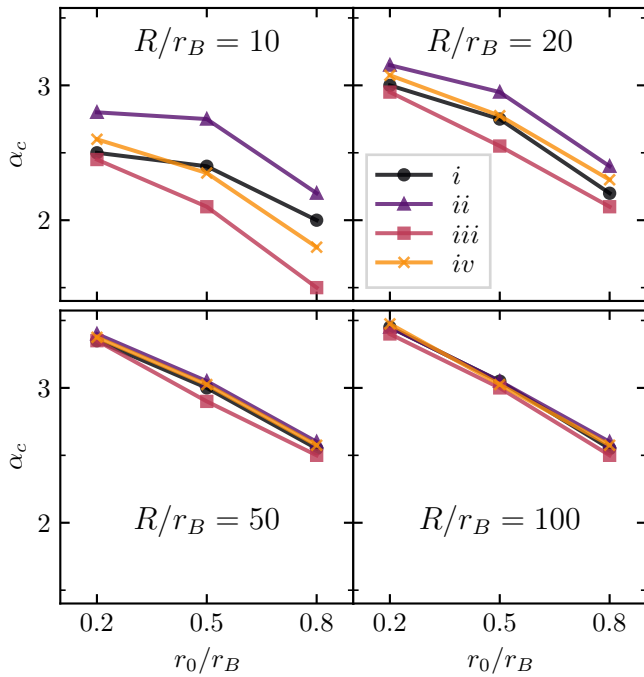 R/r_B = 10
R/r_B = 20
3
2
α_c
i
ii
iii
iv
3
2
α_c
R/r_B = 50
R/r_B = 100
0.2 0.5 0.8
0.2 0.5 0.8
r_0/r_B
r_0/r_B